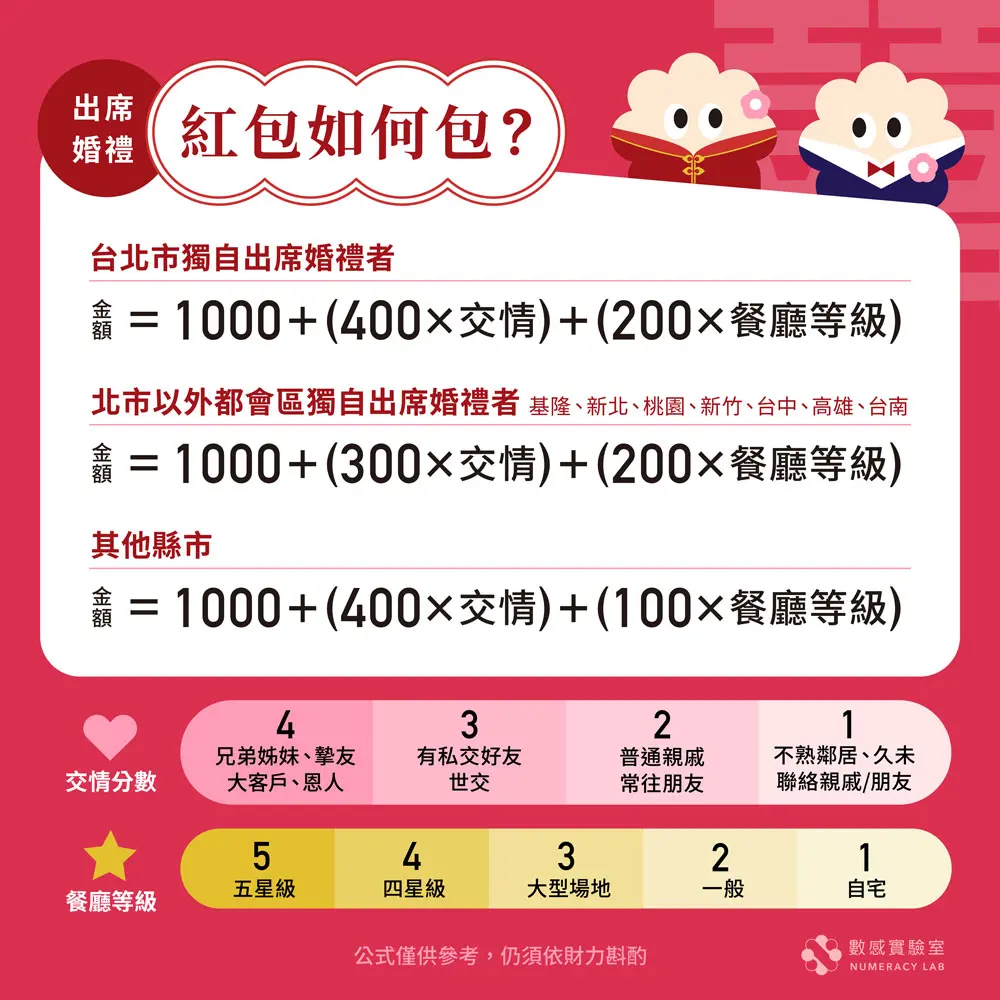 出席
婚禮
紅包如何包?
台北市獨自出席婚禮者
金額 = 1000+(400×交情)+(200×餐廳等級)
北市以外都會區獨自出席婚禮者 基隆、新北、桃園、新竹、台中、高雄、台南
金額 = 1000+(300×交情)+(200×餐廳等級)
其他縣市
金額 = 1000+(400×交情)+(100×餐廳等級)
交情分數
4
兄弟姊妹、摯友
大客戶、恩人
3
有私交好友
世交
2
普通親戚
常往朋友
1
不熟鄰居、久未
聯絡親戚/朋友
餐廳等級
5
五星級
4
四星級
3
大型場地
2
一般
1
自宅
公式僅供參考，仍須依財力斟酌
數感實驗室
NUMERACY LAB
囍